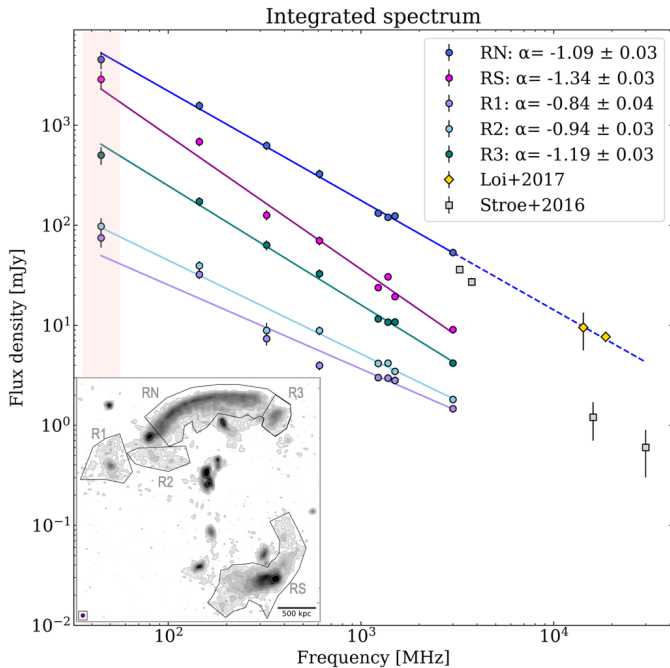 Integrated spectrum
RN: α= -1.09 ± 0.03
RS: α= -1.34 ± 0.03
R1: α= -0.84 ± 0.04
R2: α= -0.94 ± 0.03
R3: α= -1.19 ± 0.03
Loi+2017
Stroe+2016
Flux density [mJy]
10³
10²
10¹
10⁰
10⁻¹
10⁻²
RN
R3
R1
R2
RS
500 kpc
10²
10³
10⁴
Frequency [MHz]